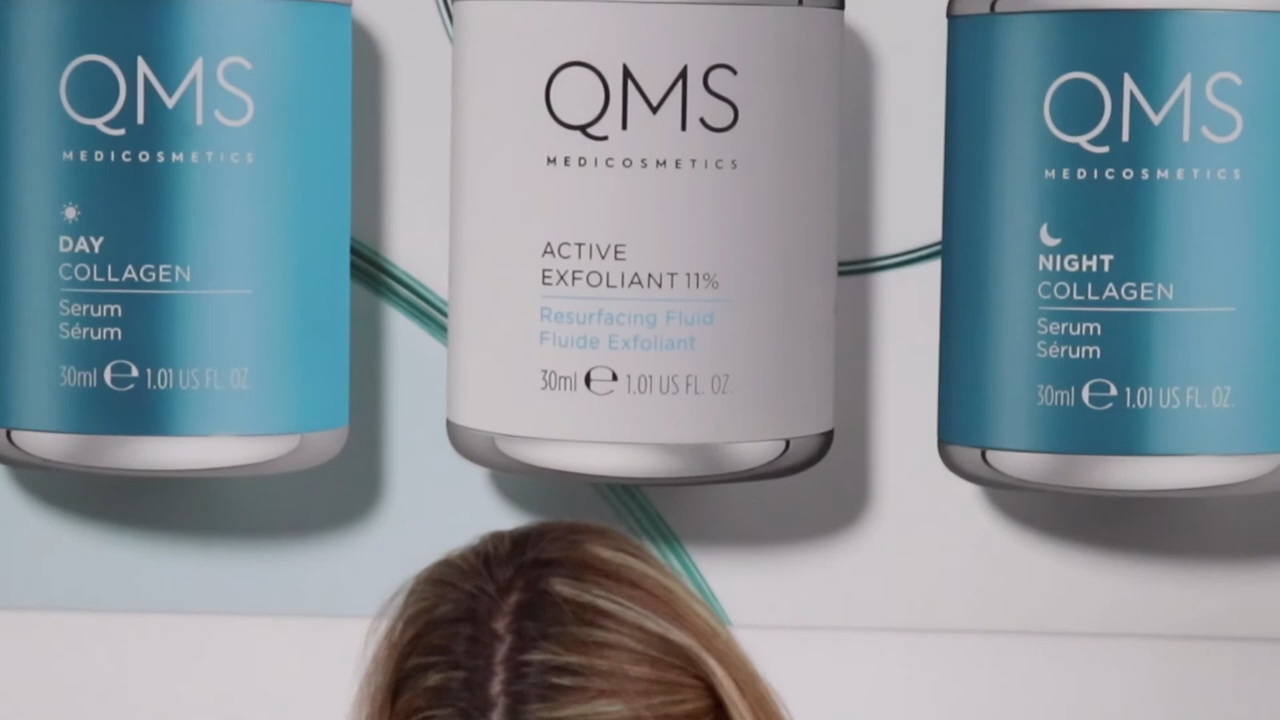 QMS
MEDICOSMETICS
DAY
COLLAGEN
Serum
Sérum
30ml e 1.01 US FL. OZ.
QMS
MEDICOSMETICS
ACTIVE
EXFOLIANT 11%
Resurfacing Fluid
Fluide Exfoliant
30ml e 1.01 US FL. OZ.
QMS
MEDICOSMETICS
NIGHT
COLLAGEN
Serum
Sérum
30ml e 1.01 US FL. OZ.